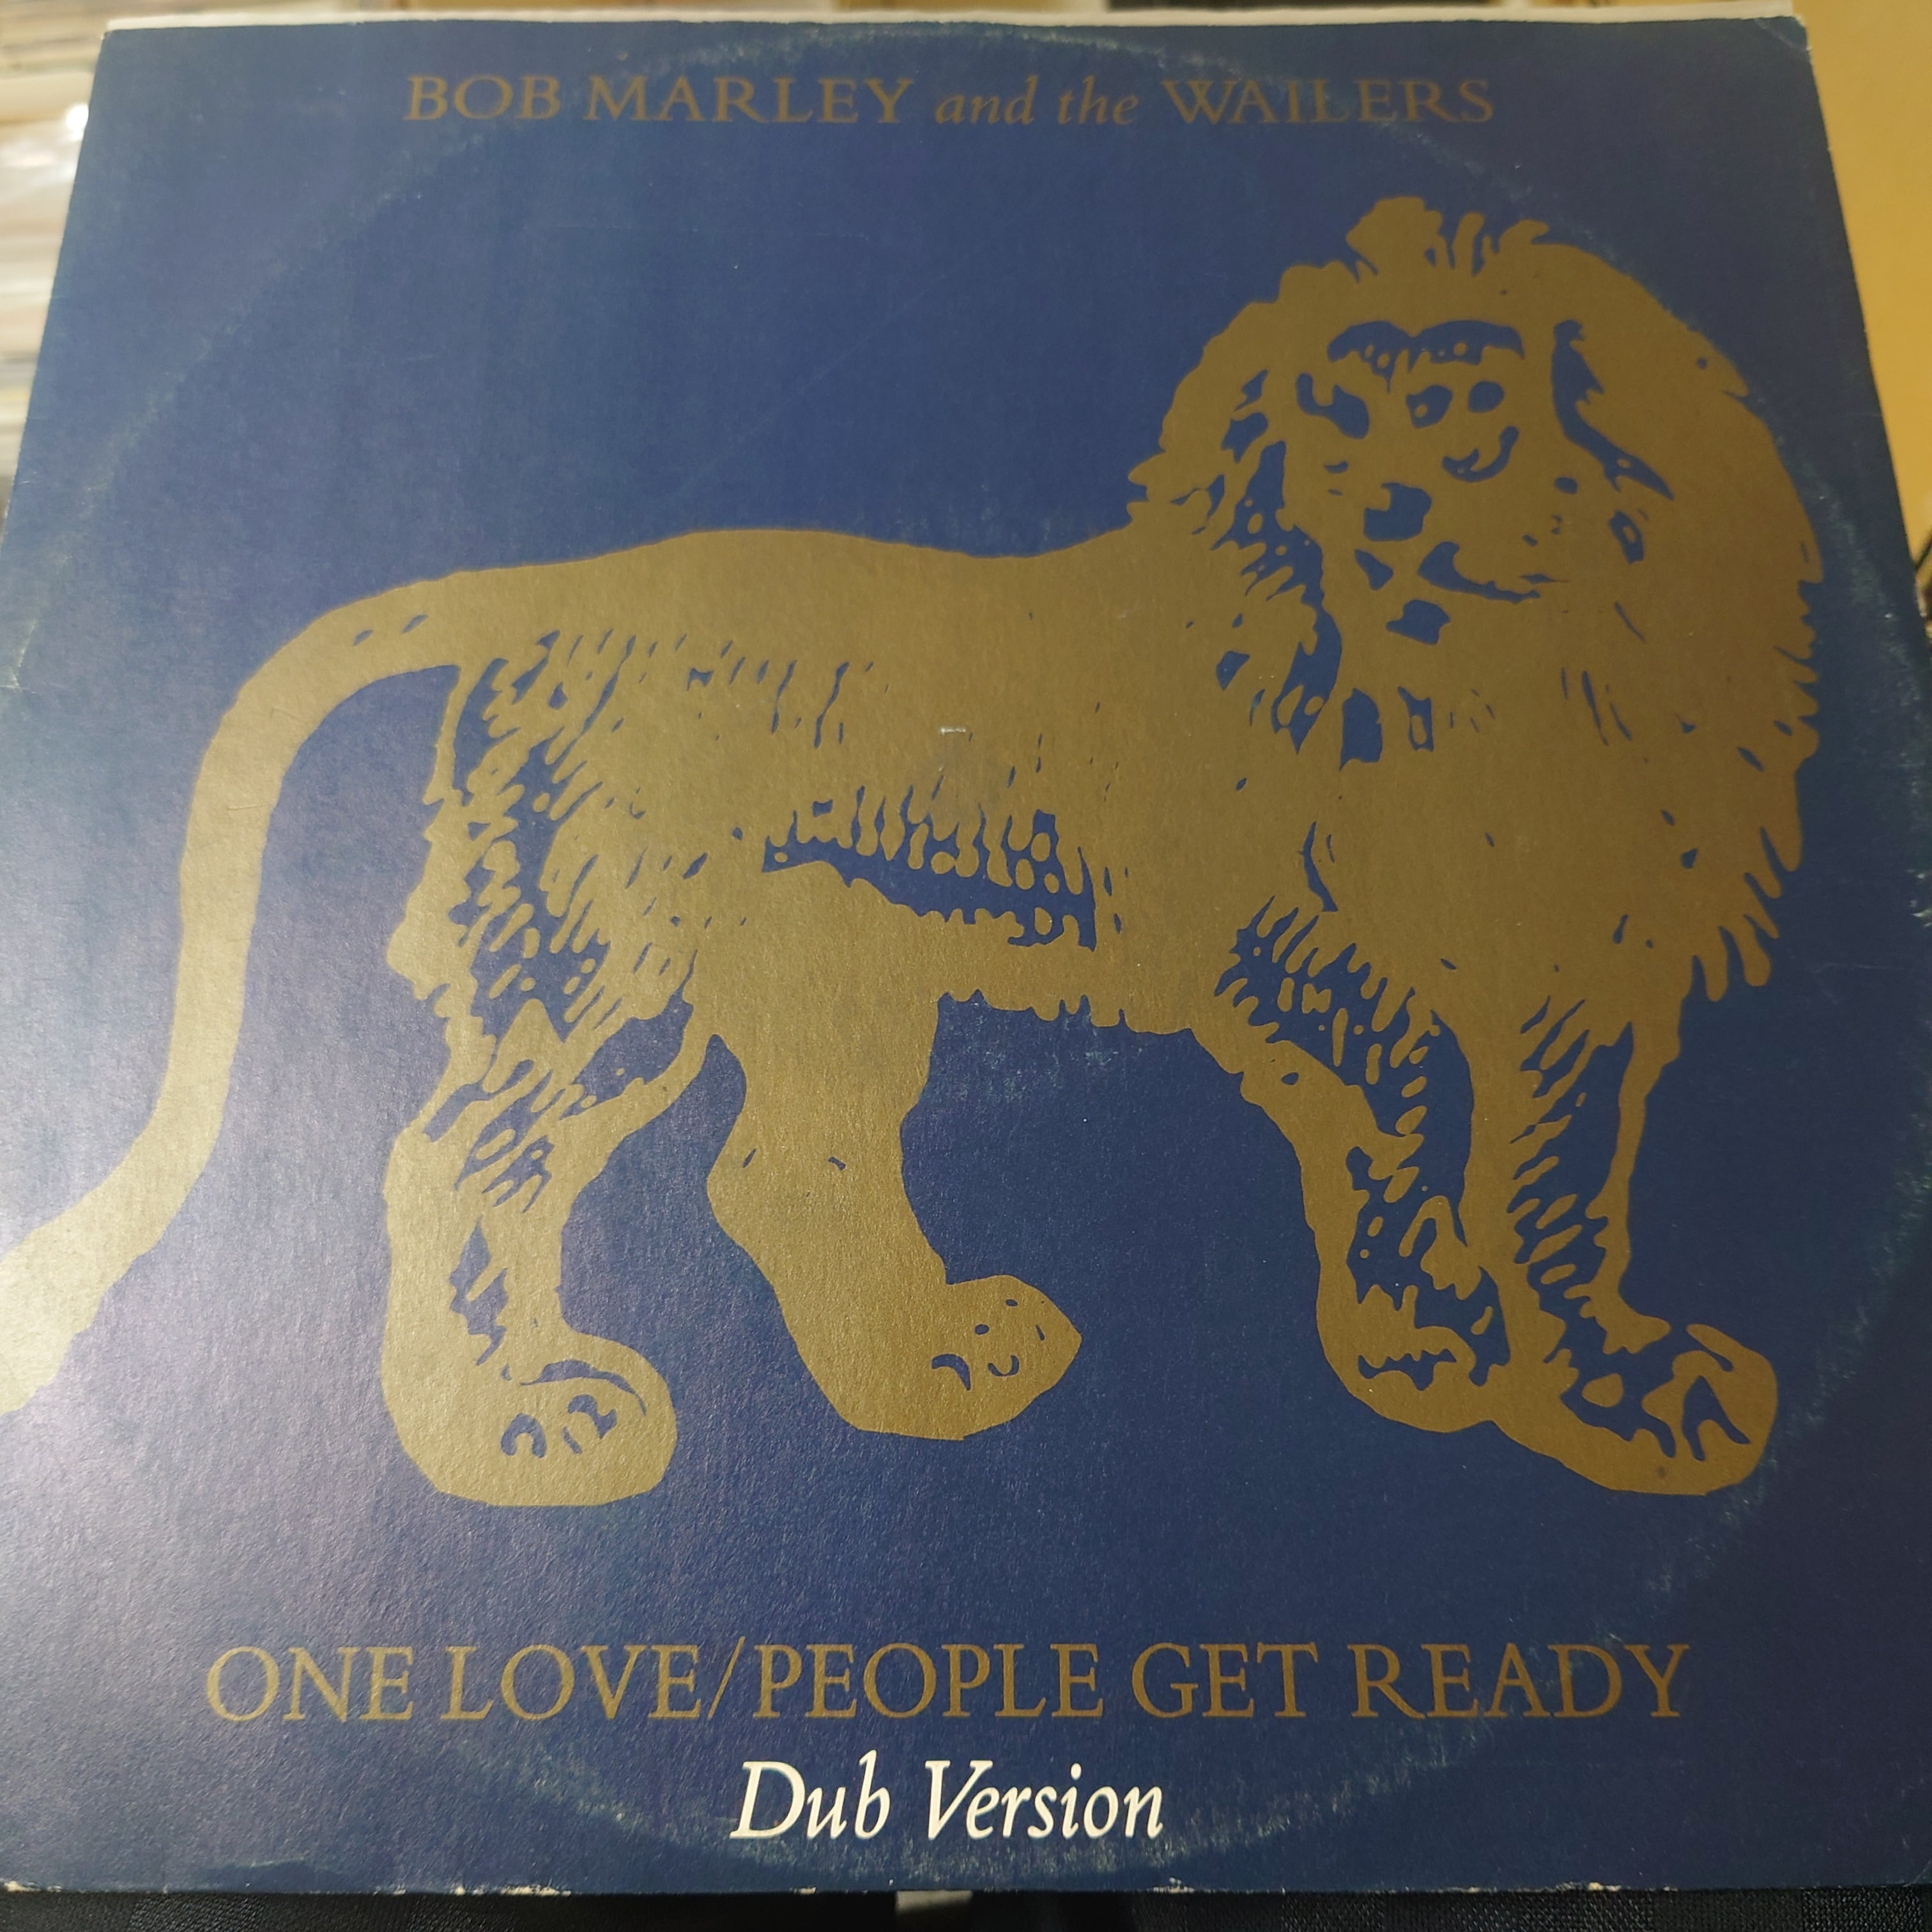 BOB MARLEY and the WAILERS
ONE LOVE/PEOPLE GET READY
Dub Version